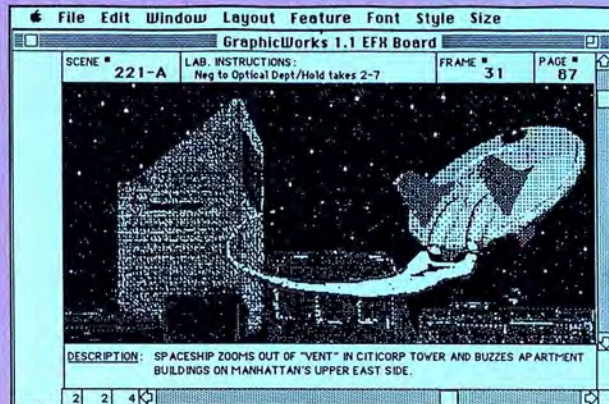 File Edit Window Layout Feature Font Style Size
GraphicWorks 1.1 EFX Board
SCENE #
221-A
LAB. INSTRUCTIONS:
Neg to Optical Dept/Hold takes 2-7
FRAME #
31
PAGE #
87
DESCRIPTION: SPACESHIP ZOOMS OUT OF "VENT" IN CITICORP TOWER AND BUZZES APARTMENT
BUILDINGS ON MANHATTAN'S UPPER EAST SIDE.
2 2 4